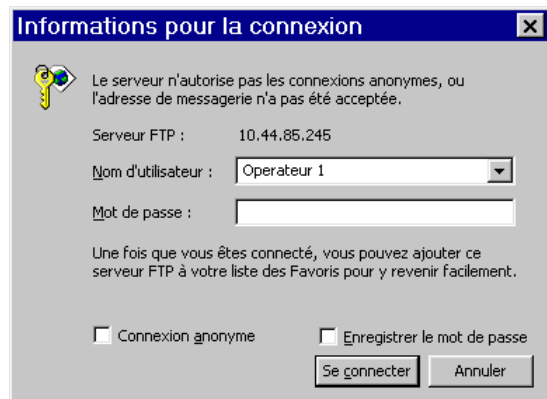 Informations pour la connexion
Le serveur n'autorise pas les connexions anonymes, ou
l'adresse de messagerie n'a pas été acceptée.
Serveur FTP : 10.44.85.245
Nom d'utilisateur : Operateur 1
Mot de passe :
Une fois que vous êtes connecté, vous pouvez ajouter ce
serveur FTP à votre liste des Favoris pour y revenir facilement.
Connexion anonyme Enregistrer le mot de passe
Se connecter Annuler